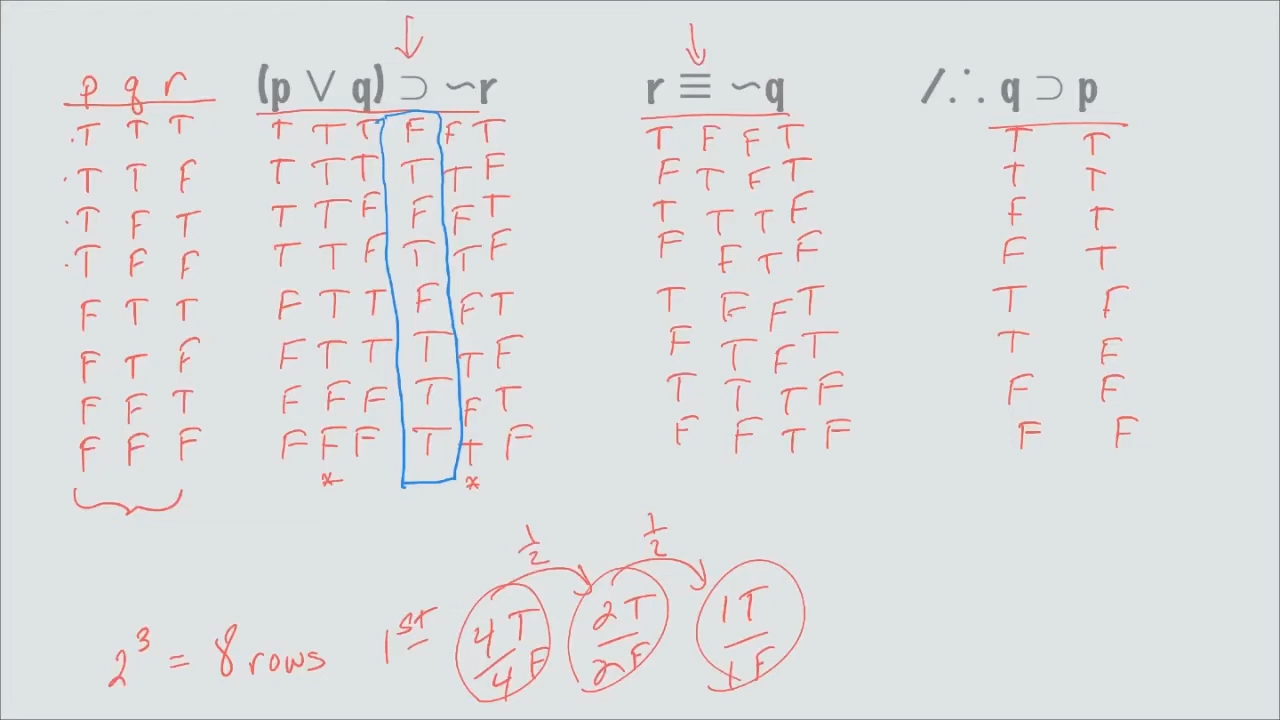 p q r (p ∨ q) ⊃ ∼r r ≡ ∼q /∴ q ⊃ p
T T T T T T F F T T F F T T T
T T F T T T T T F F T F T T T
T F T T T F F F T T T T F F T
T F F T T F T T F F F T F F T
F T T F T T F F T T F F T T F
F T F F T T T T F F T F T T F
F F T F F F T F T T T T F F F
F F F F F F T T F F F T F F F
* *
1/2 1/2
2³ = 8 rows 1ST 4T/4F 2T/2F 1T/1F